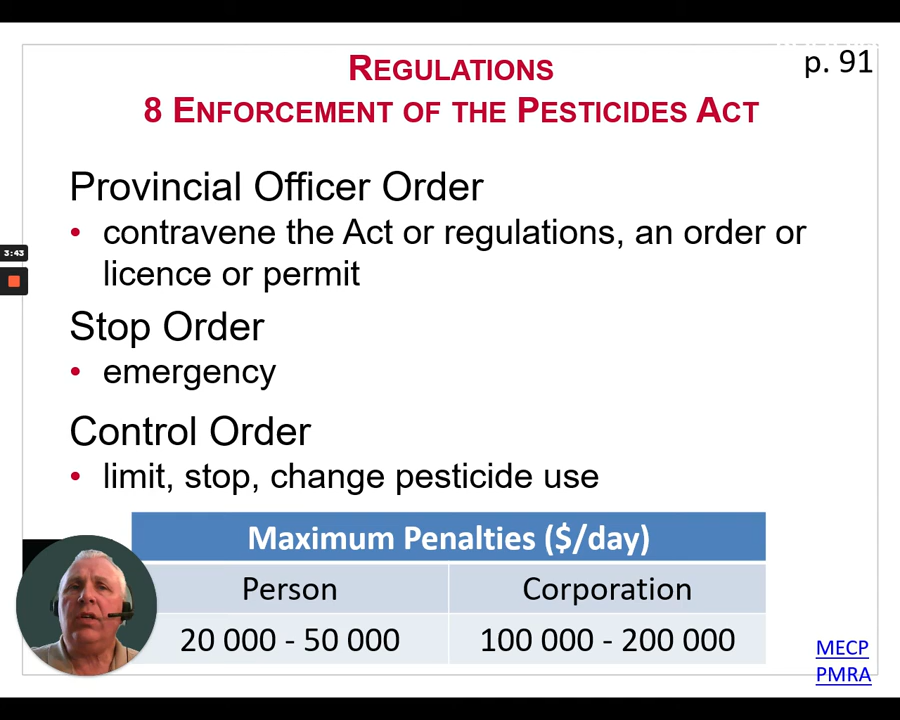 p. 91
REGULATIONS
8 ENFORCEMENT OF THE PESTICIDES ACT
Provincial Officer Order
• contravene the Act or regulations, an order or
licence or permit
3:43
Stop Order
• emergency
Control Order
• limit, stop, change pesticide use
Maximum Penalties ($/day)
Person Corporation
20 000 - 50 000 100 000 - 200 000
MECP
PMRA